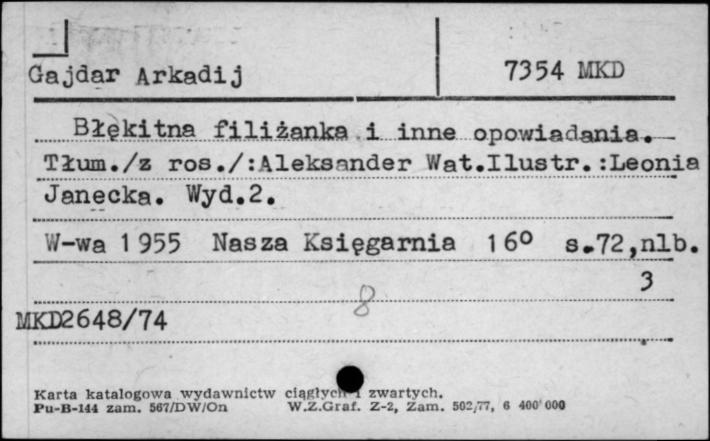 Gajdar Arkadij
7354 MKD
Błękitna filiżanka i inne opowiadania.
Tłum./z ros./:Aleksander Wat.Ilustr.:Leonia
Janecka. Wyd.2.
W-wa 1955 Nasza Księgarnia 16º s.72,nlb.
3
8
MKD2648/74
Karta katalogowa wydawnictw ciągłych i zwartych.
Pu-B-144 zam. 567/DW/On W.Z.Graf. Z-2, Zam. 502/77, 6 400 000